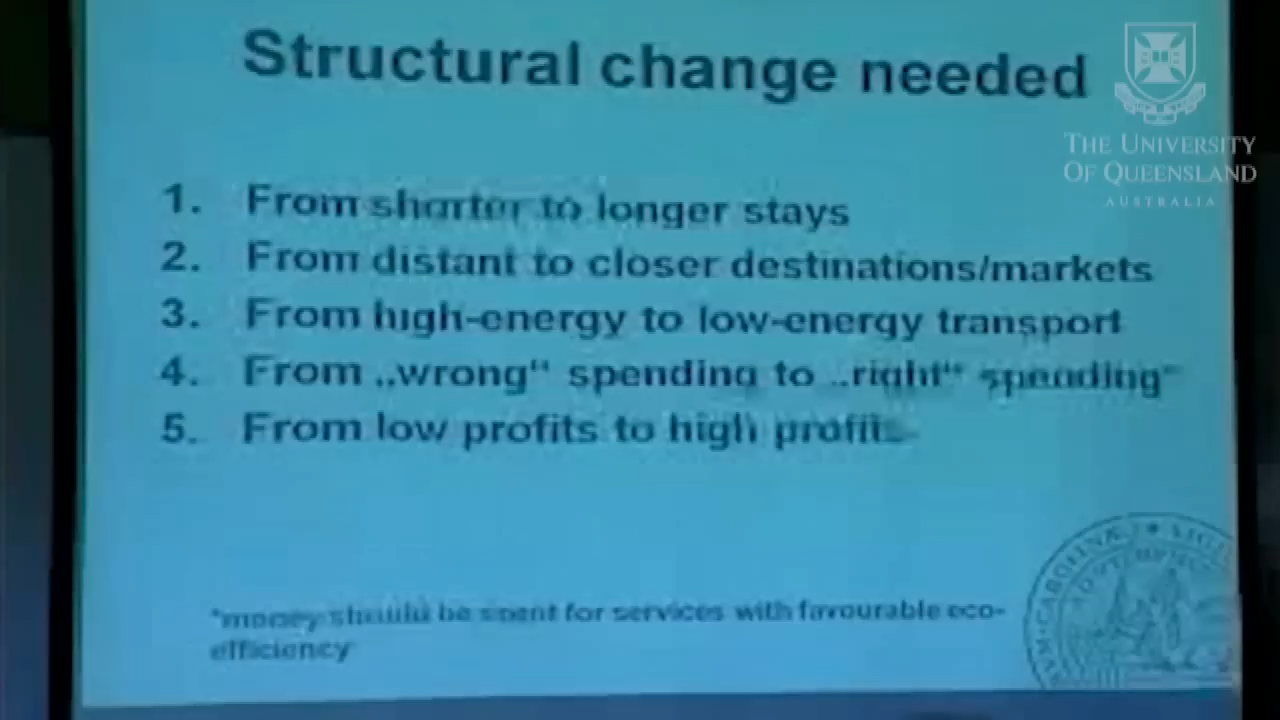 Structural change needed
THE UNIVERSITY
OF QUEENSLAND
AUSTRALIA
1. From shorter to longer stays
2. From distant to closer destinations/markets
3. From high-energy to low-energy transport
4. From „wrong“ spending to „right“ spending*
5. From low profits to high profits
*money should be spent for services with favourable eco-
efficiency